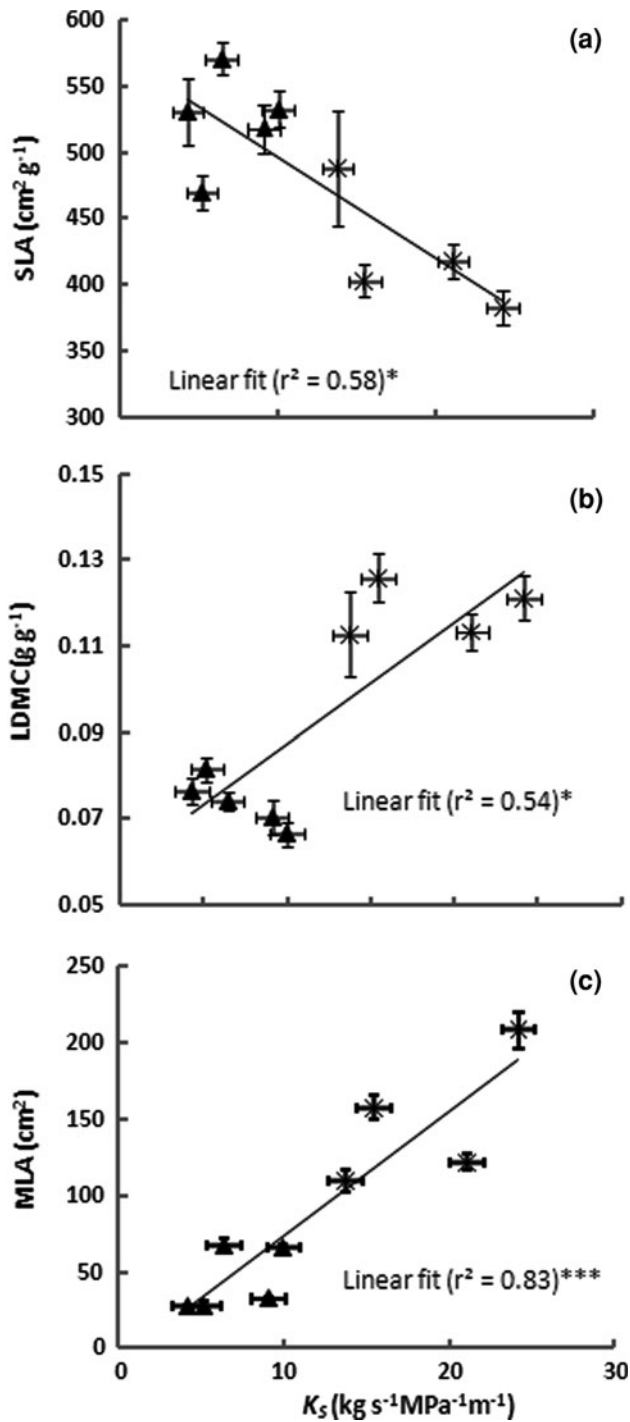 (a)
600
550
500
450
400
350
300
SLA (cm² g⁻¹)
Linear fit (r² = 0.58)*
(b)
0.15
0.13
0.11
0.09
0.07
0.05
LDMC(g g⁻¹)
Linear fit (r² = 0.54)*
(c)
250
200
150
100
50
0
MLA (cm²)
Linear fit (r² = 0.83)***
0 10 20 30
Kₛ (kg s⁻¹MPa⁻¹m⁻¹)